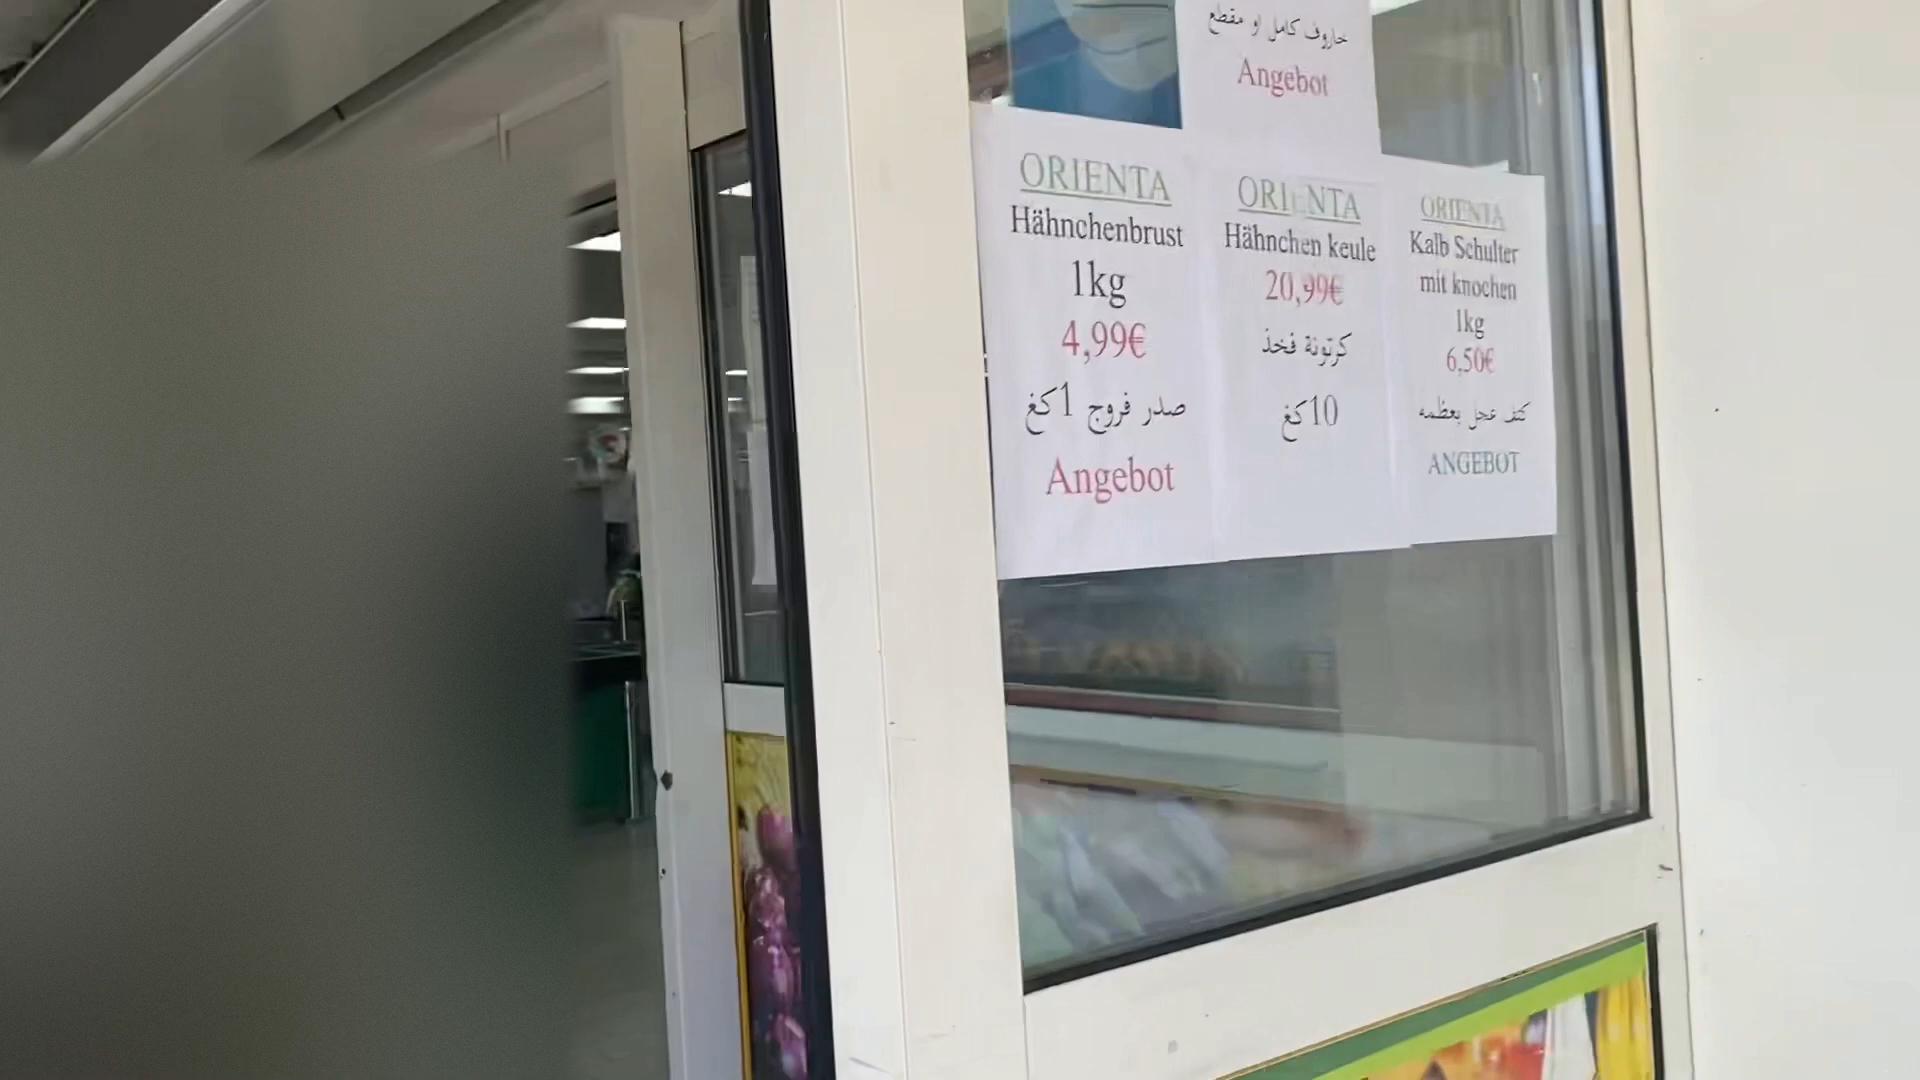 خاروف كامل او مقطع
Angebot
ORIENTA
Hähnchenbrust
1kg
4,99€
صدر فروج 1كغ
Angebot
ORIENTA
Hähnchen keule
20,99€
كرتونة فخذ
10كغ
ORIENTA
Kalb Schulter
mit knochen
1kg
6,50€
كتف عجل بعظمه
ANGEBOT